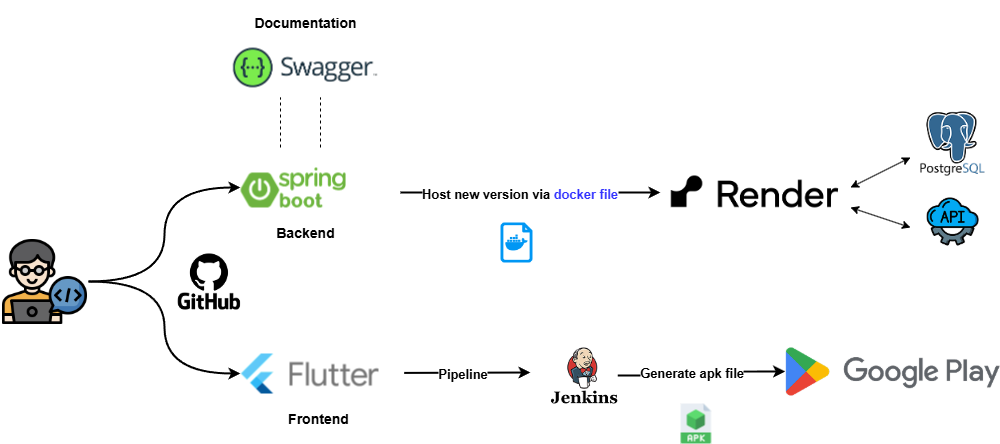 Documentation
{···} Swagger
spring
boot
Backend
Host new version via docker file
Render
PostgreSQL
API
</>
GitHub
Flutter
Frontend
Pipeline
Jenkins
Generate apk file
APK
Google Play